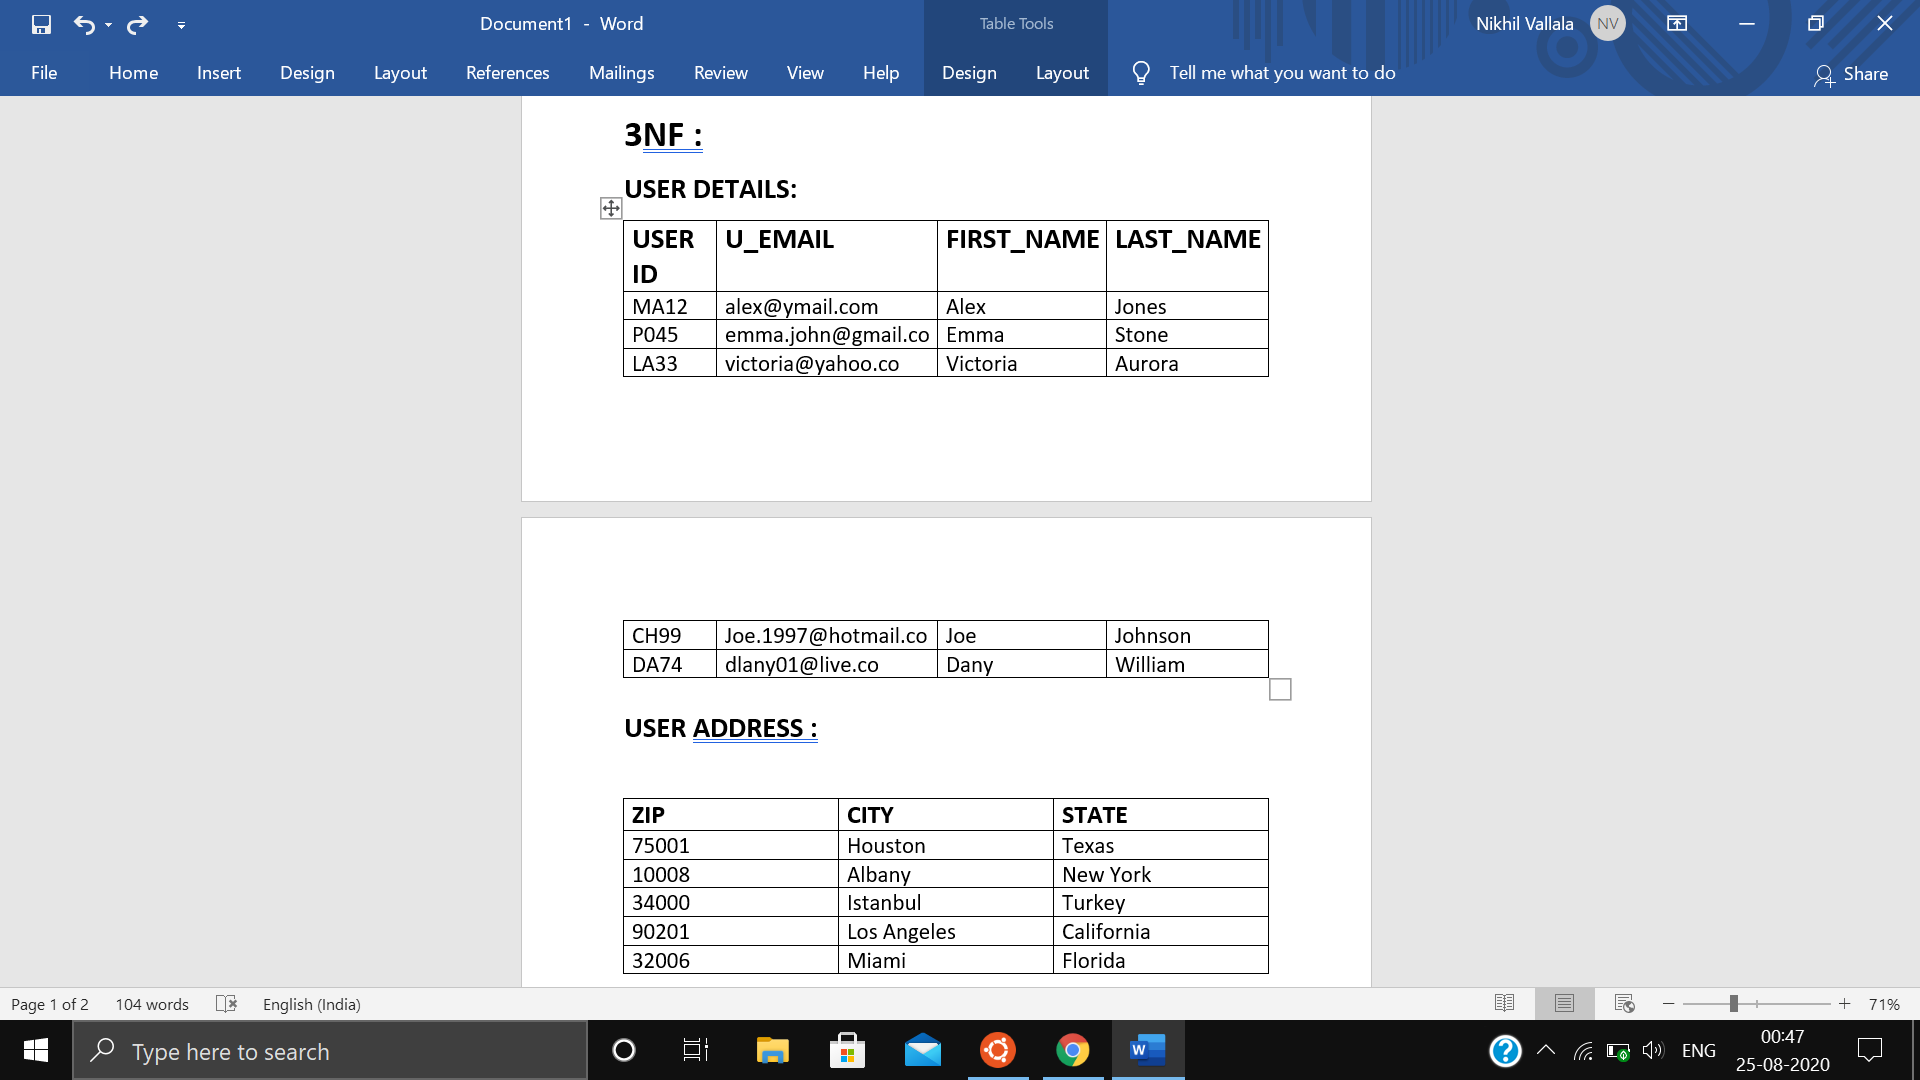 Document1 - Word
Table Tools
Nikhil Vallala
NV
File Home Insert Design Layout References Mailings Review View Help Design Layout Tell me what you want to do Share
3NF :
USER DETAILS:
USER ID U_EMAIL FIRST_NAME LAST_NAME
MA12 alex@ymail.com Alex Jones
P045 emma.john@gmail.co Emma Stone
LA33 victoria@yahoo.co Victoria Aurora
CH99 Joe.1997@hotmail.co Joe Johnson
DA74 dlany01@live.co Dany William
USER ADDRESS :
ZIP CITY STATE
75001 Houston Texas
10008 Albany New York
34000 Istanbul Turkey
90201 Los Angeles California
32006 Miami Florida
Page 1 of 2 104 words English (India) 71%
Type here to search
W
ENG
00:47
25-08-2020